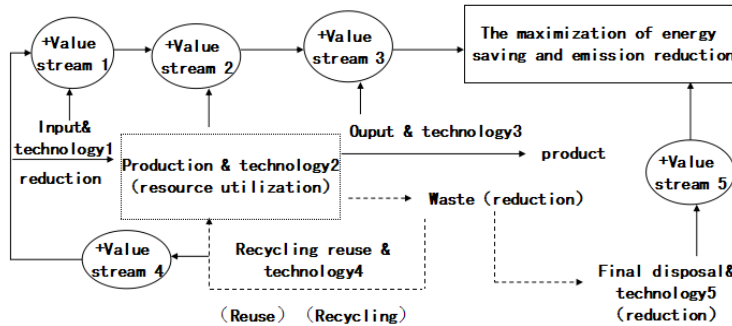 +Value
stream 1
+Value
stream 2
+Value
stream 3
The maximization of energy
saving and emission reduction
Input&
technology1
reduction
Production & technology2
(resource utilization)
Ouput & technology3
product
+Value
stream 5
Waste (reduction)
+Value
stream 4
Recycling reuse &
technology4
Final disposal&
technology5
(reduction)
(Reuse) (Recycling)